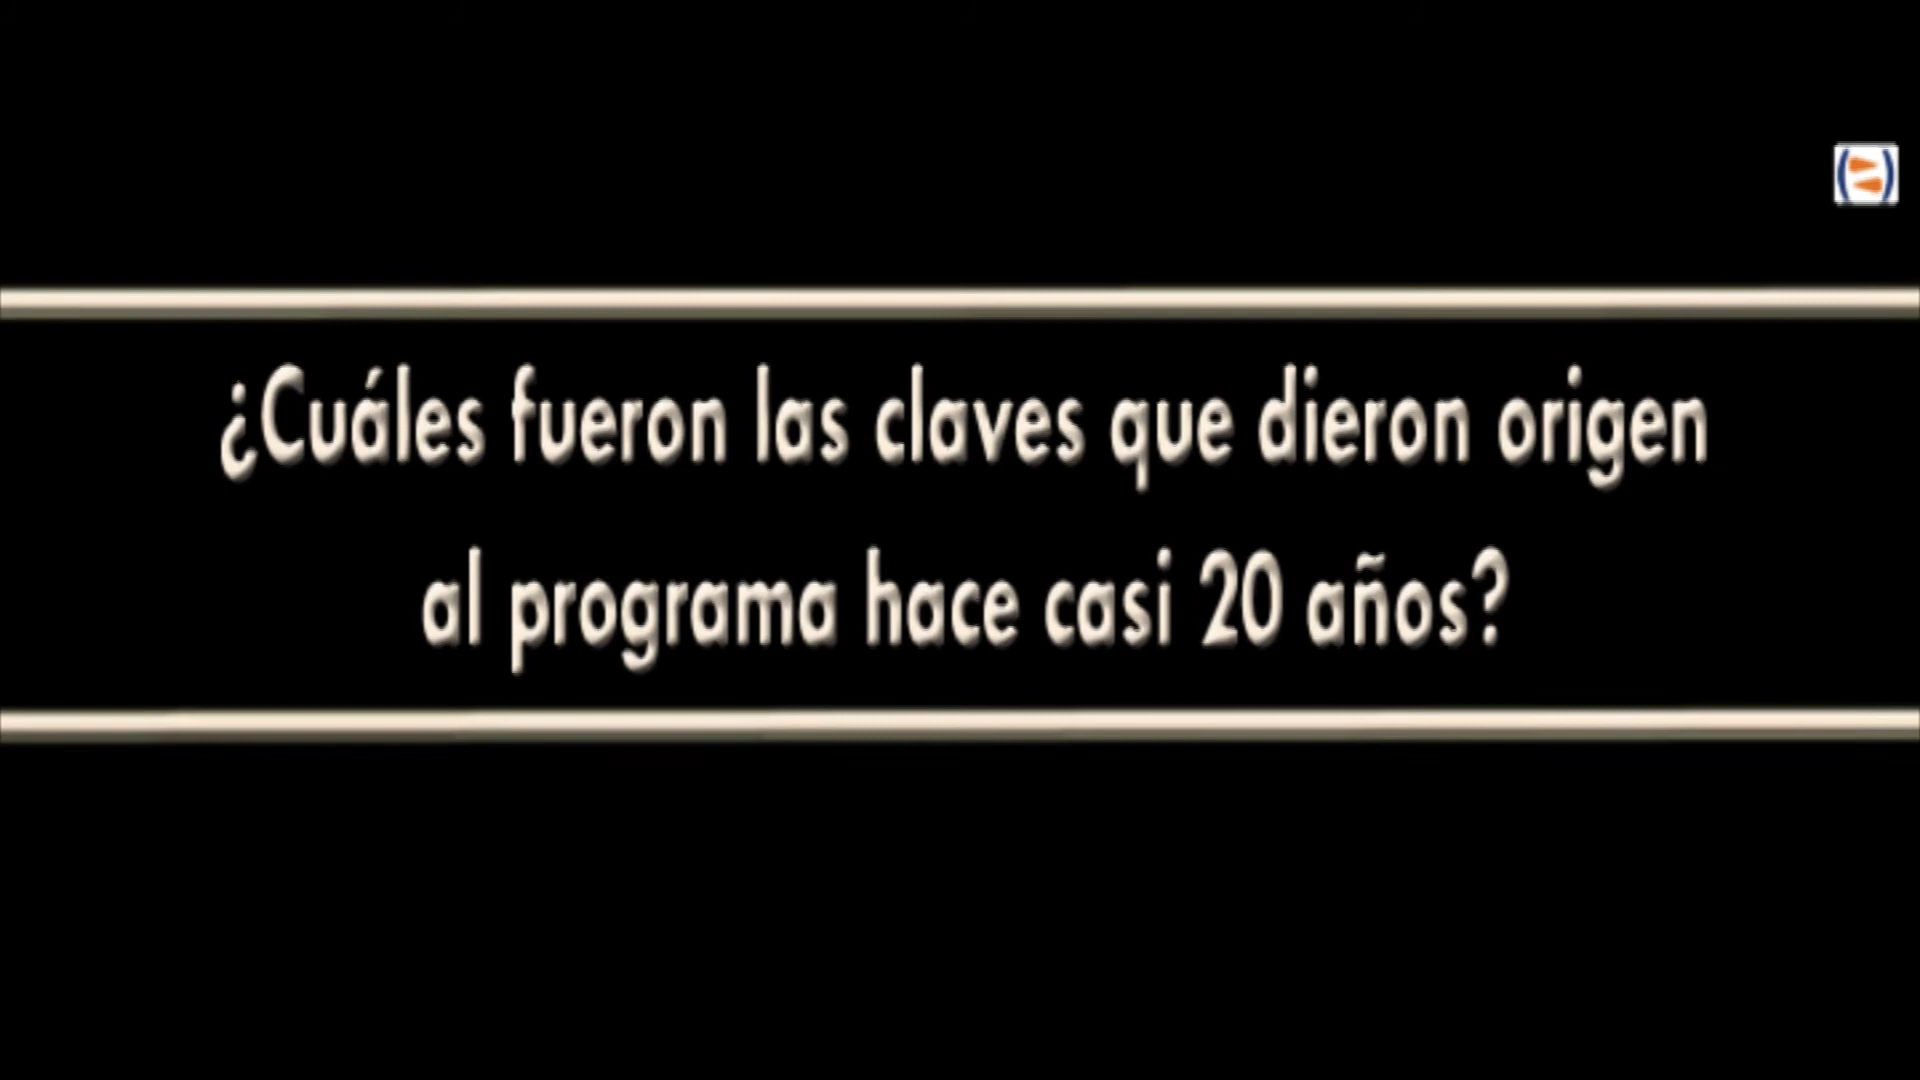 ¿Cuáles fueron las claves que dieron origen
al programa hace casi 20 años?